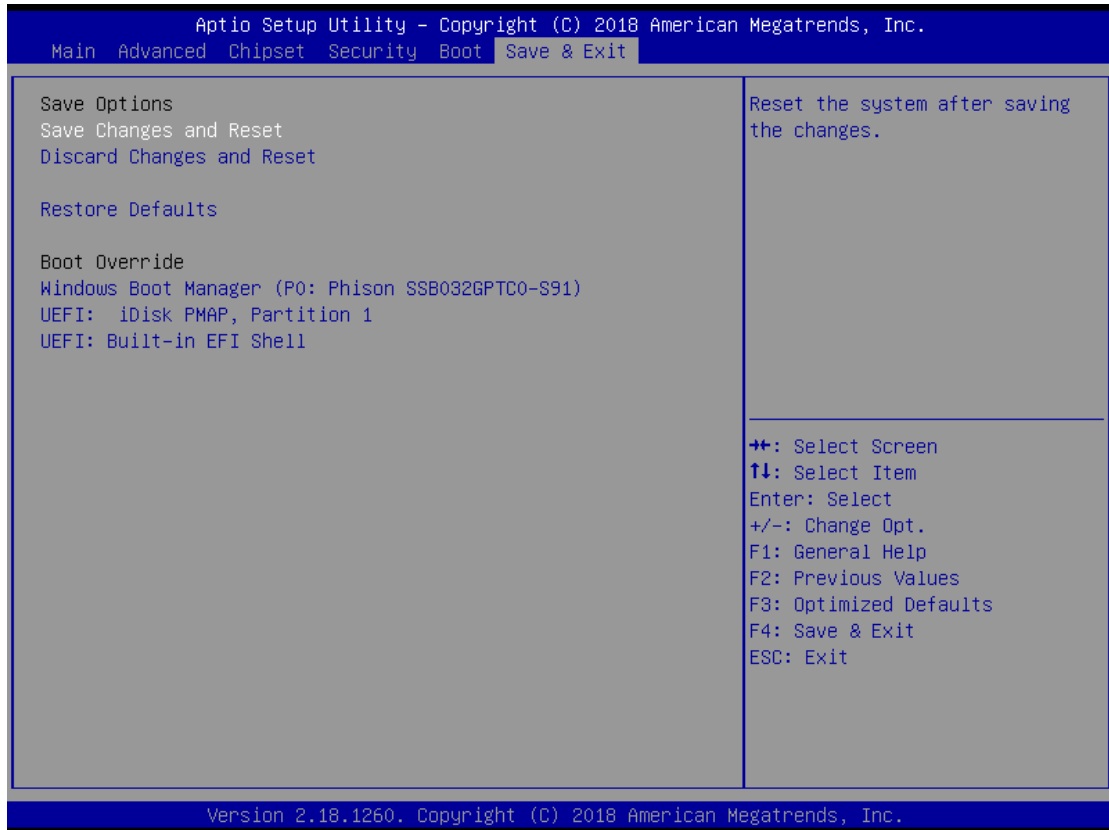 Aptio Setup Utility – Copyright (C) 2018 American Megatrends, Inc.
Main Advanced Chipset Security Boot Save & Exit
Save Options
Save Changes and Reset
Discard Changes and Reset
Restore Defaults
Boot Override
Windows Boot Manager (P0: Phison SSB032GPTC0-S91)
UEFI: iDisk PMAP, Partition 1
UEFI: Built-in EFI Shell
Reset the system after saving
the changes.
→←: Select Screen
↑↓: Select Item
Enter: Select
+/-: Change Opt.
F1: General Help
F2: Previous Values
F3: Optimized Defaults
F4: Save & Exit
ESC: Exit
Version 2.18.1260. Copyright (C) 2018 American Megatrends, Inc.